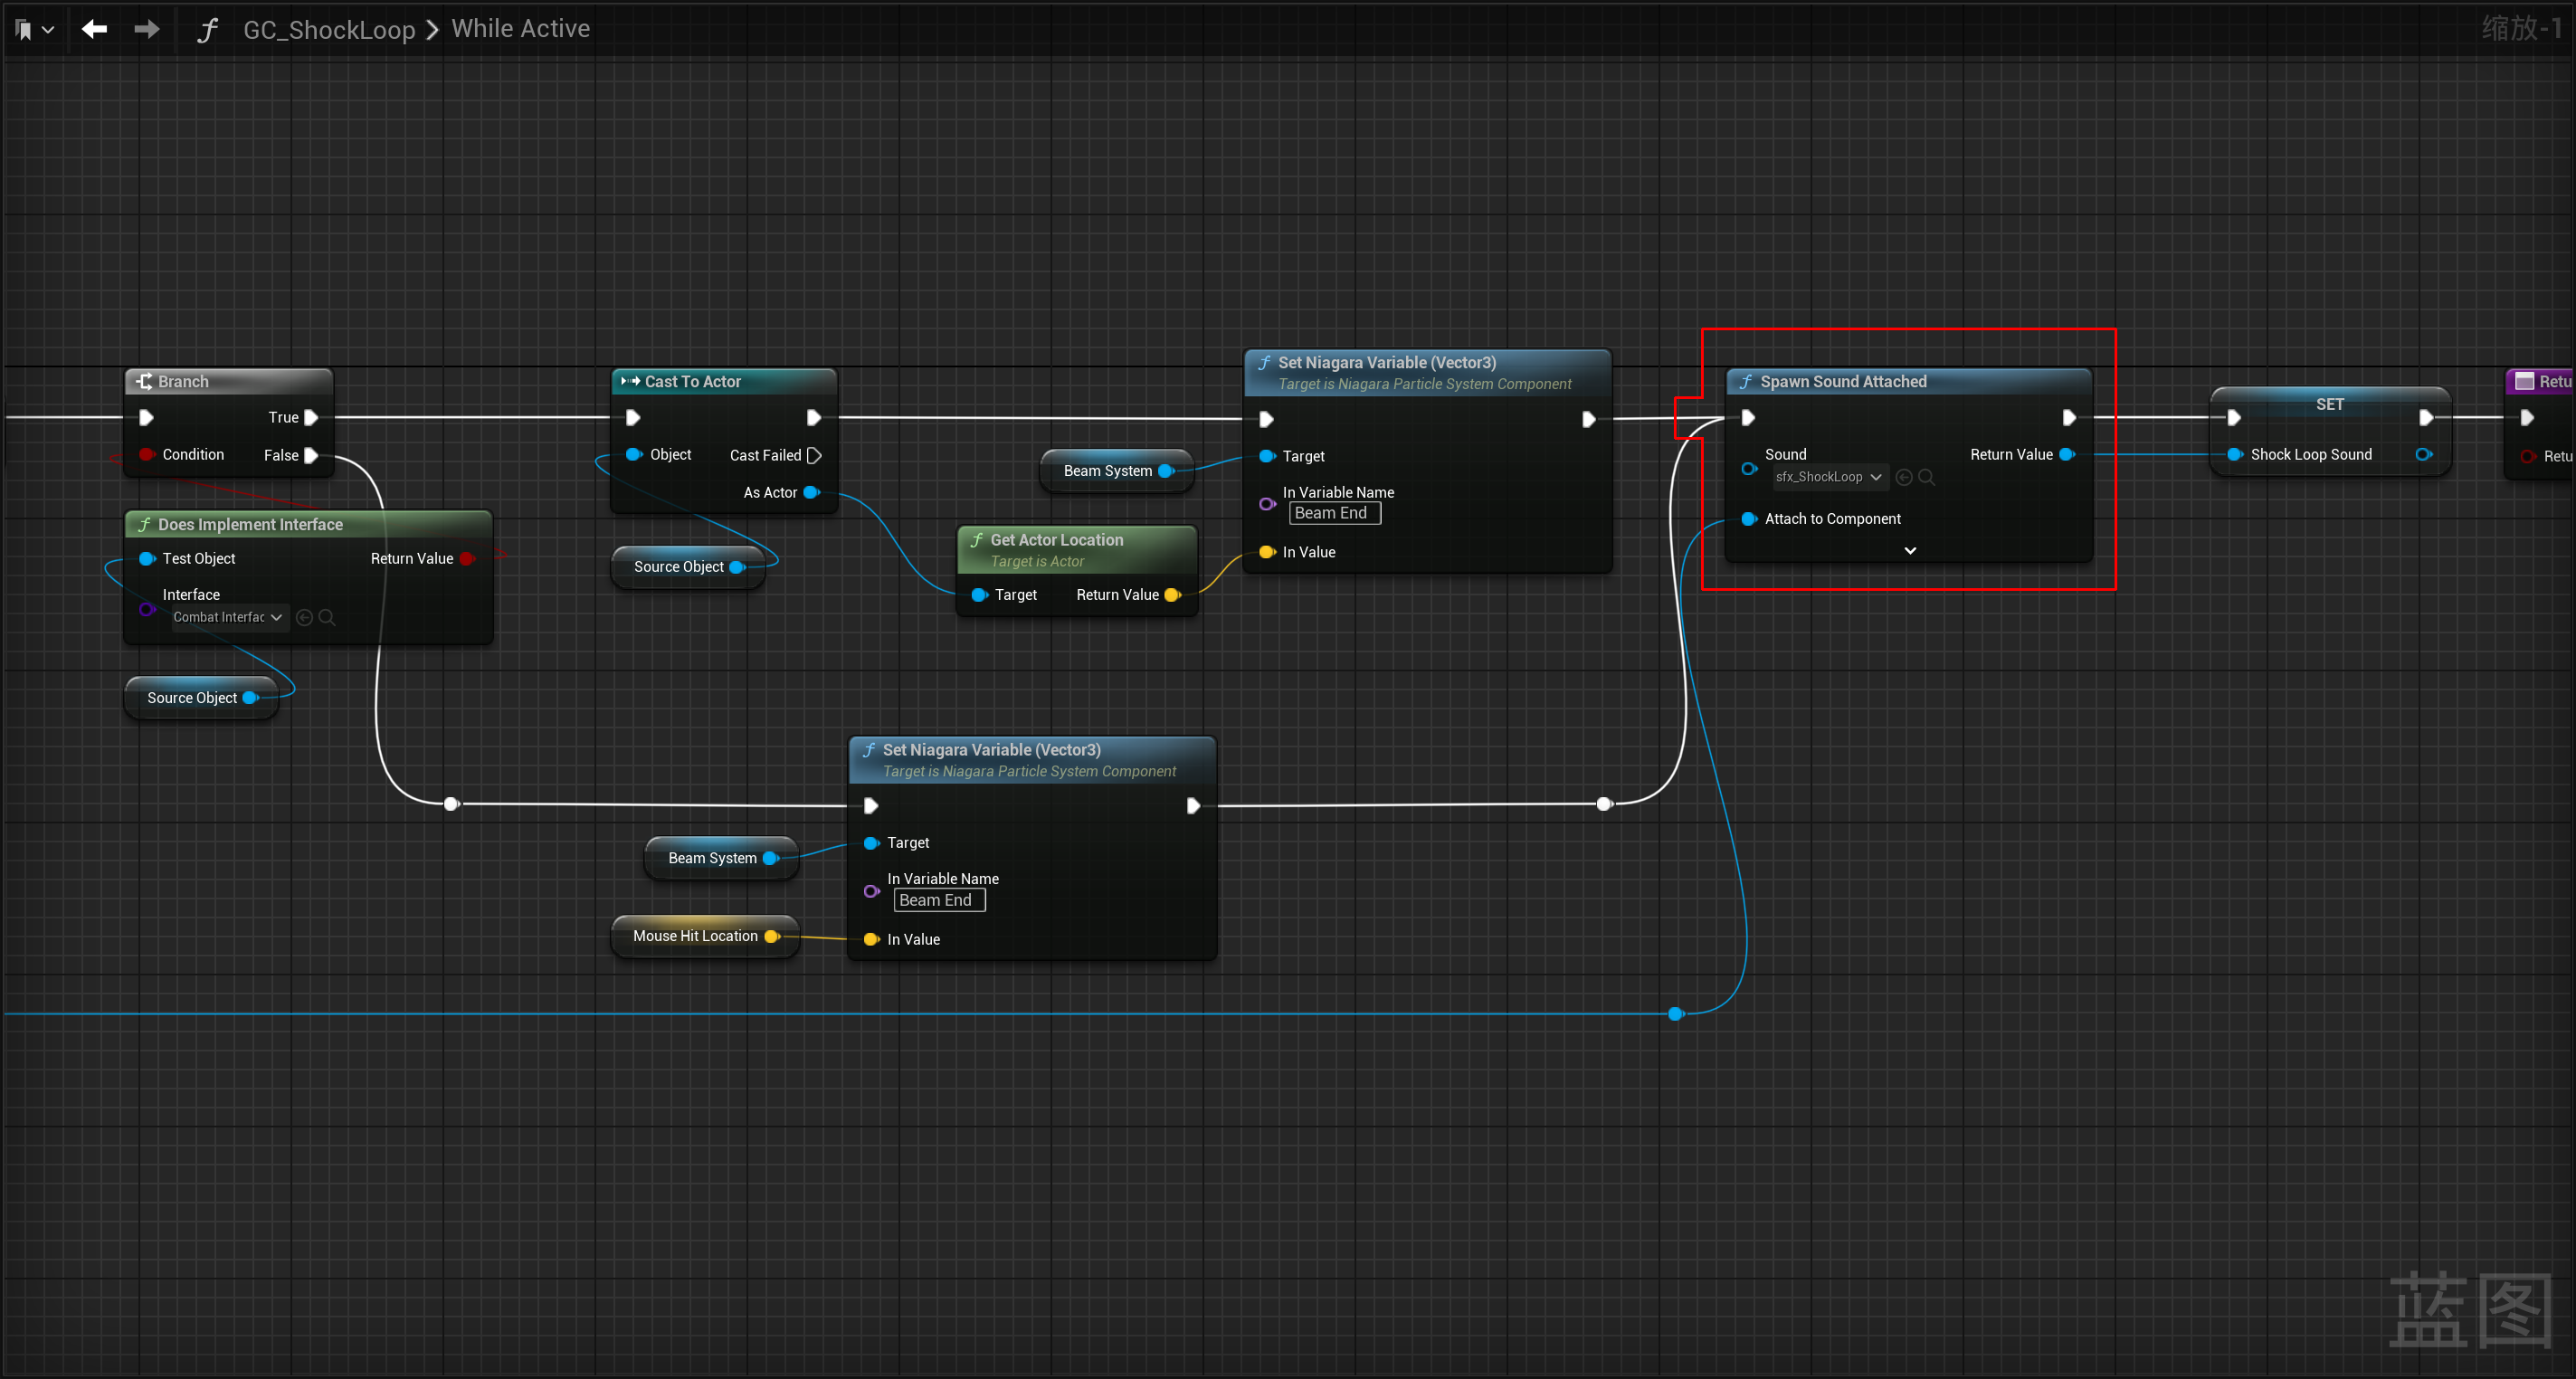 GC_ShockLoop
While Active
缩放-1
Branch
True
Condition
False
Does Implement Interface
Test Object
Return Value
Interface
Combat Interfac
Source Object
Cast To Actor
Object
Cast Failed
As Actor
Source Object
Beam System
Get Actor Location
Target is Actor
Target
Return Value
Set Niagara Variable (Vector3)
Target is Niagara Particle System Component
Target
In Variable Name
Beam End
In Value
Spawn Sound Attached
Sound
sfx_ShockLoop
Return Value
Attach to Component
SET
Shock Loop Sound
Retu
Retu
Set Niagara Variable (Vector3)
Target is Niagara Particle System Component
Beam System
Target
In Variable Name
Beam End
Mouse Hit Location
In Value
蓝图